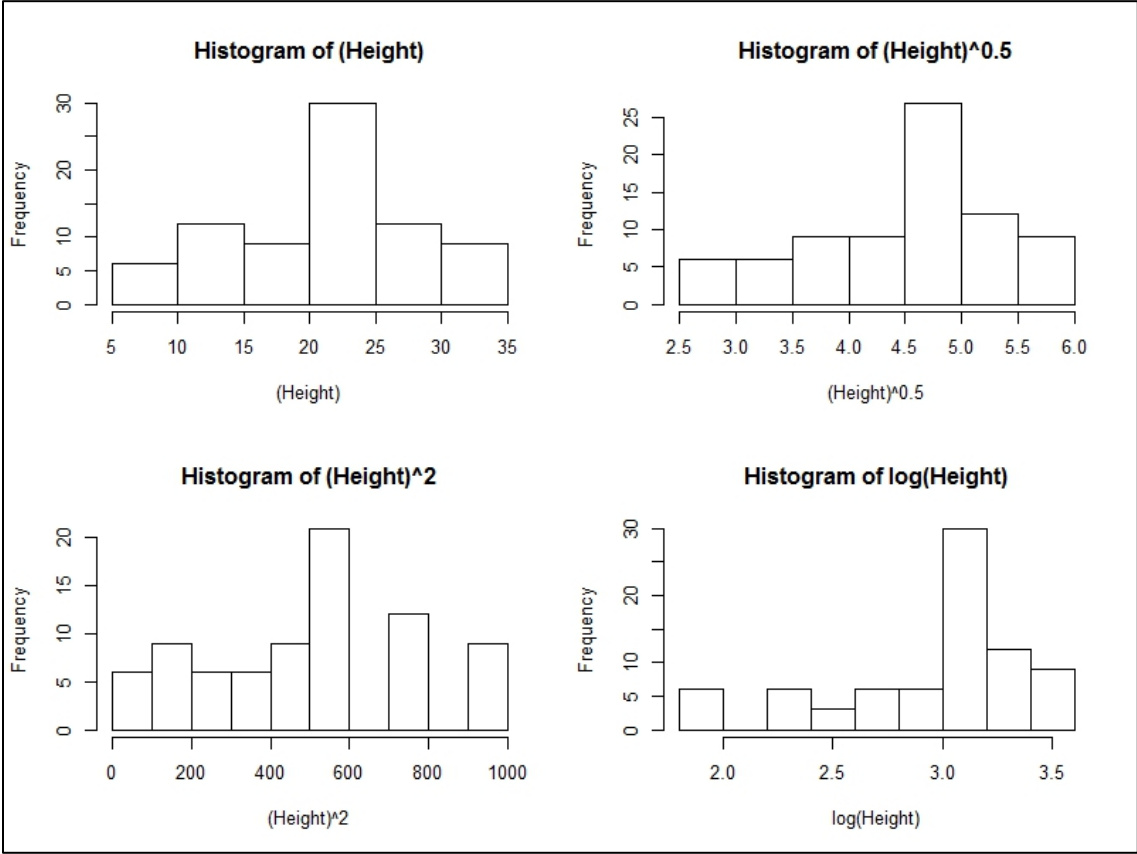 Histogram of (Height)
Frequency
0 5 10 20 30
5 10 15 20 25 30 35
(Height)
Histogram of (Height)^0.5
Frequency
0 5 10 15 20 25
2.5 3.0 3.5 4.0 4.5 5.0 5.5 6.0
(Height)^0.5
Histogram of (Height)^2
Frequency
0 5 10 15 20
0 200 400 600 800 1000
(Height)^2
Histogram of log(Height)
Frequency
0 5 10 20 30
2.0 2.5 3.0 3.5
log(Height)